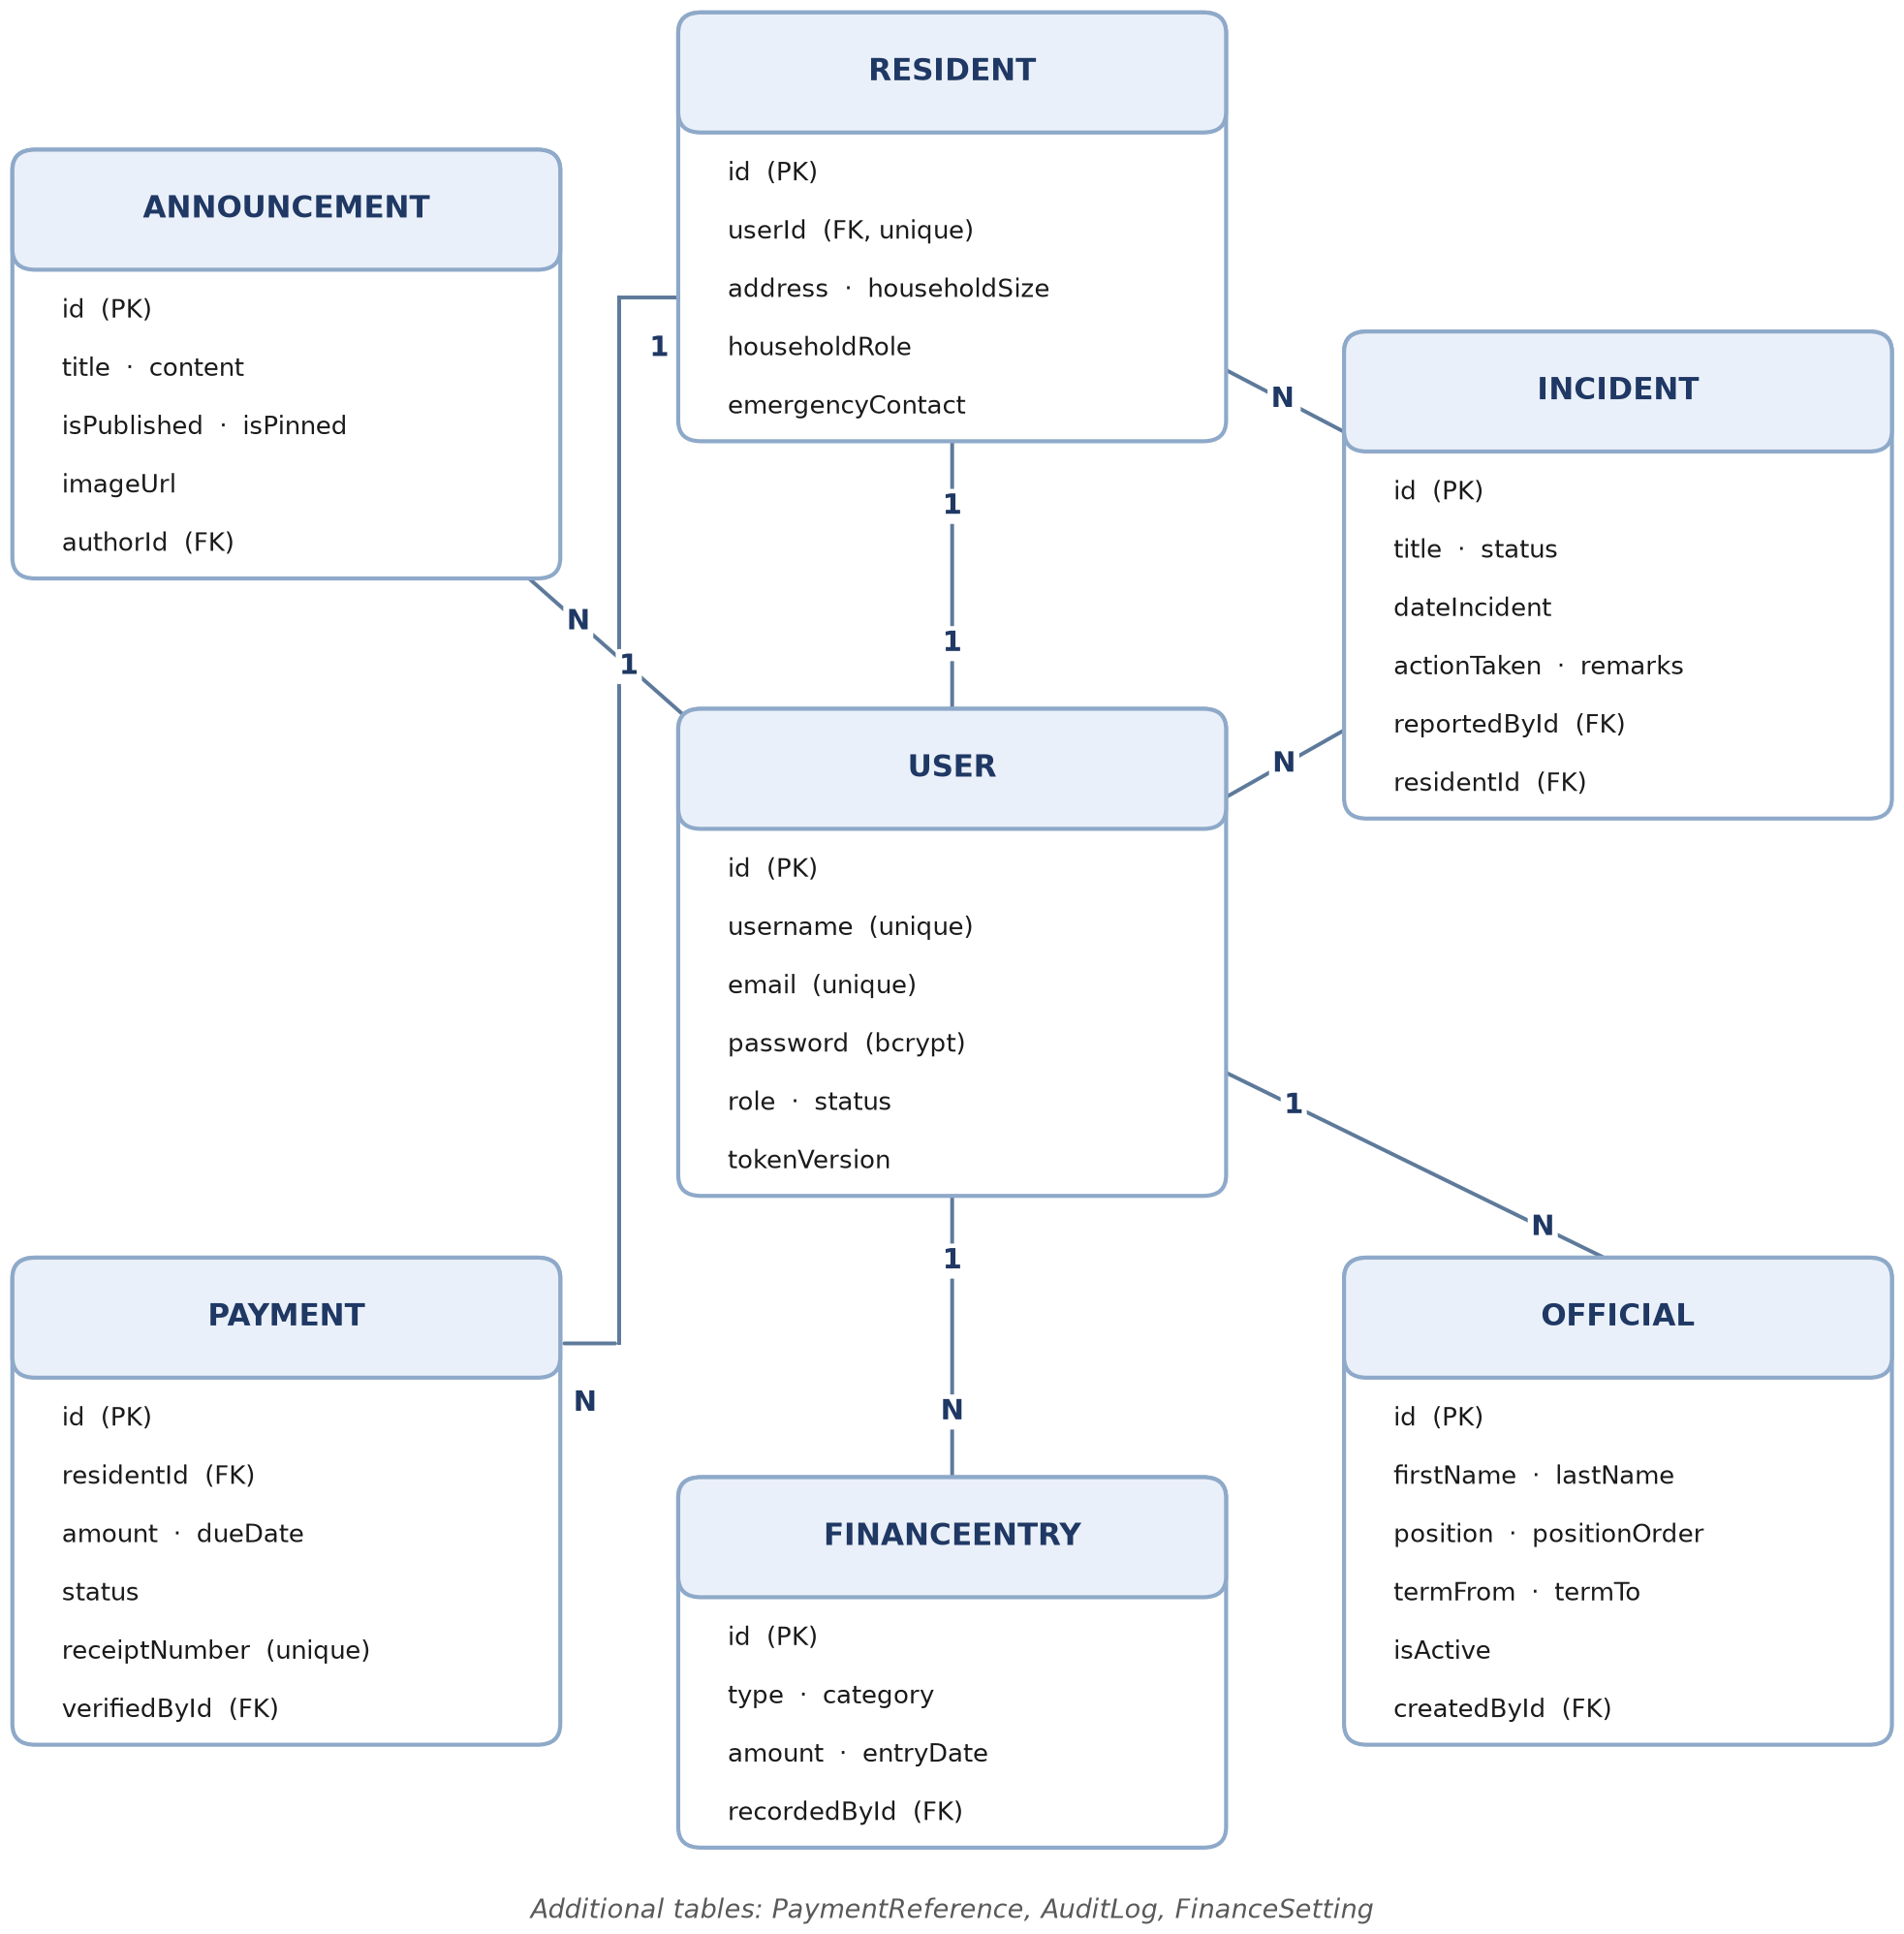 RESIDENT
id (PK)
userId (FK, unique)
address · householdSize
householdRole
emergencyContact
ANNOUNCEMENT
id (PK)
title · content
isPublished · isPinned
imageUrl
authorId (FK)
INCIDENT
id (PK)
title · status
dateIncident
actionTaken · remarks
reportedById (FK)
residentId (FK)
1
N
1
N
1
1
N
USER
id (PK)
username (unique)
email (unique)
password (bcrypt)
role · status
tokenVersion
1
N
1
N
N
PAYMENT
id (PK)
residentId (FK)
amount · dueDate
status
receiptNumber (unique)
verifiedById (FK)
FINANCEENTRY
id (PK)
type · category
amount · entryDate
recordedById (FK)
OFFICIAL
id (PK)
firstName · lastName
position · positionOrder
termFrom · termTo
isActive
createdById (FK)
Additional tables: PaymentReference, AuditLog, FinanceSetting